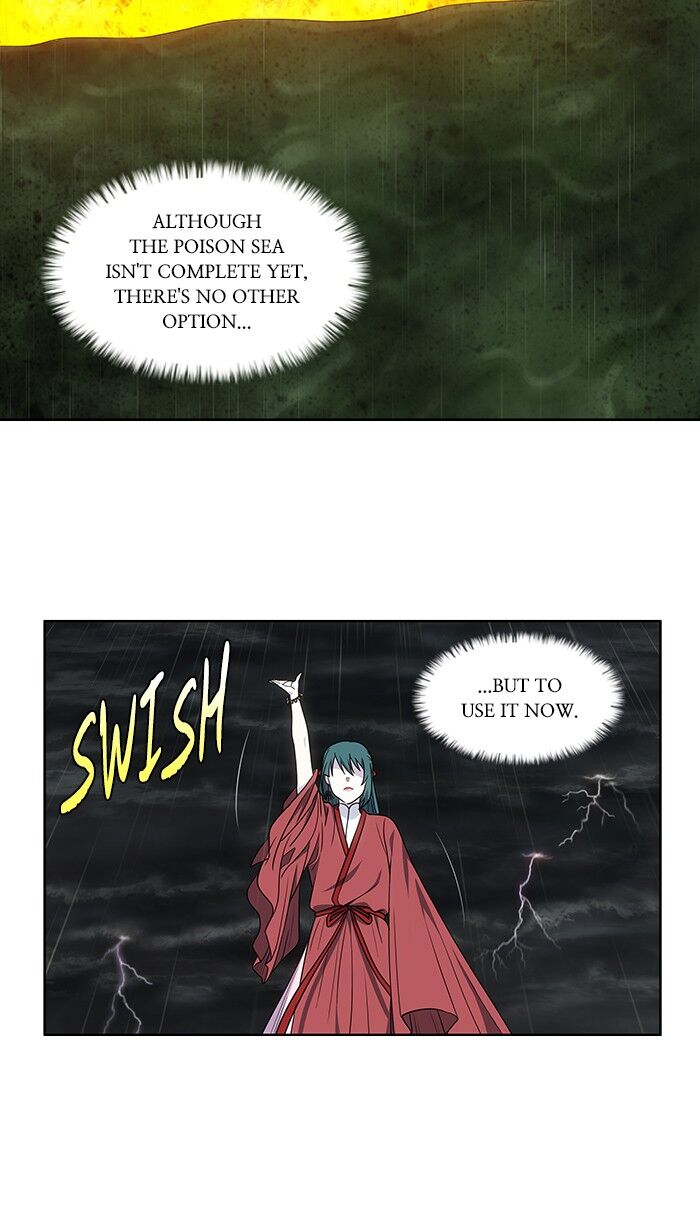 ALTHOUGH
THE POISON SEA
ISN'T COMPLETE YET,
THERE'S NO OTHER
OPTION...
...BUT TO
USE IT NOW.
SWISH